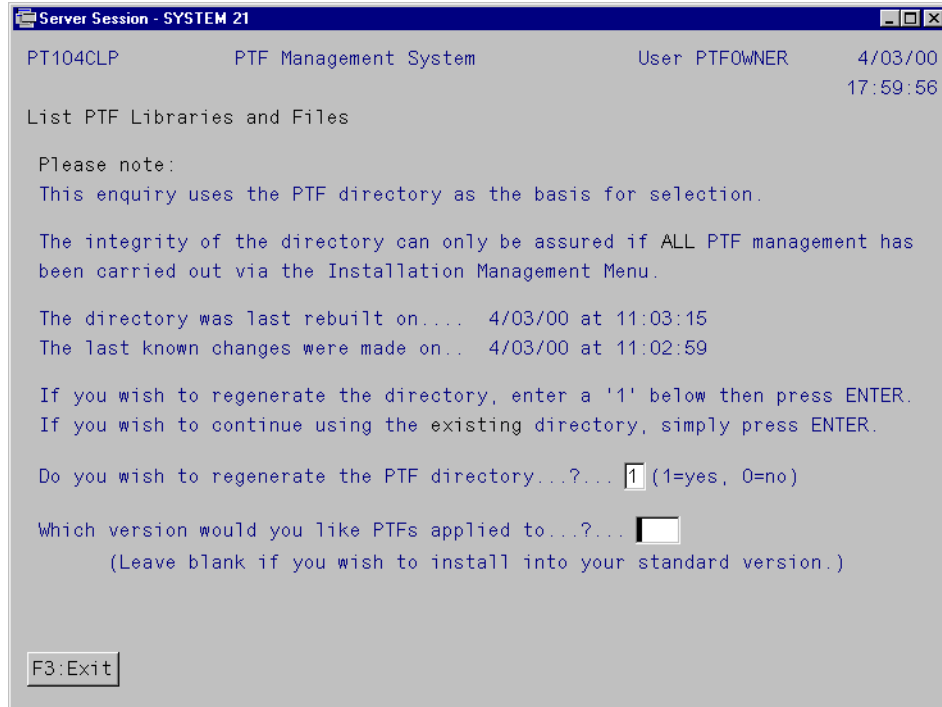 Server Session - SYSTEM 21
PT104CLP PTF Management System User PTFOWNER 4/03/00
17:59:56
List PTF Libraries and Files
Please note:
This enquiry uses the PTF directory as the basis for selection.
The integrity of the directory can only be assured if ALL PTF management has
been carried out via the Installation Management Menu.
The directory was last rebuilt on.... 4/03/00 at 11:03:15
The last known changes were made on.. 4/03/00 at 11:02:59
If you wish to regenerate the directory, enter a '1' below then press ENTER.
If you wish to continue using the existing directory, simply press ENTER.
Do you wish to regenerate the PTF directory...?... 1 (1=yes, 0=no)
Which version would you like PTFs applied to...?...
(Leave blank if you wish to install into your standard version.)
F3:Exit